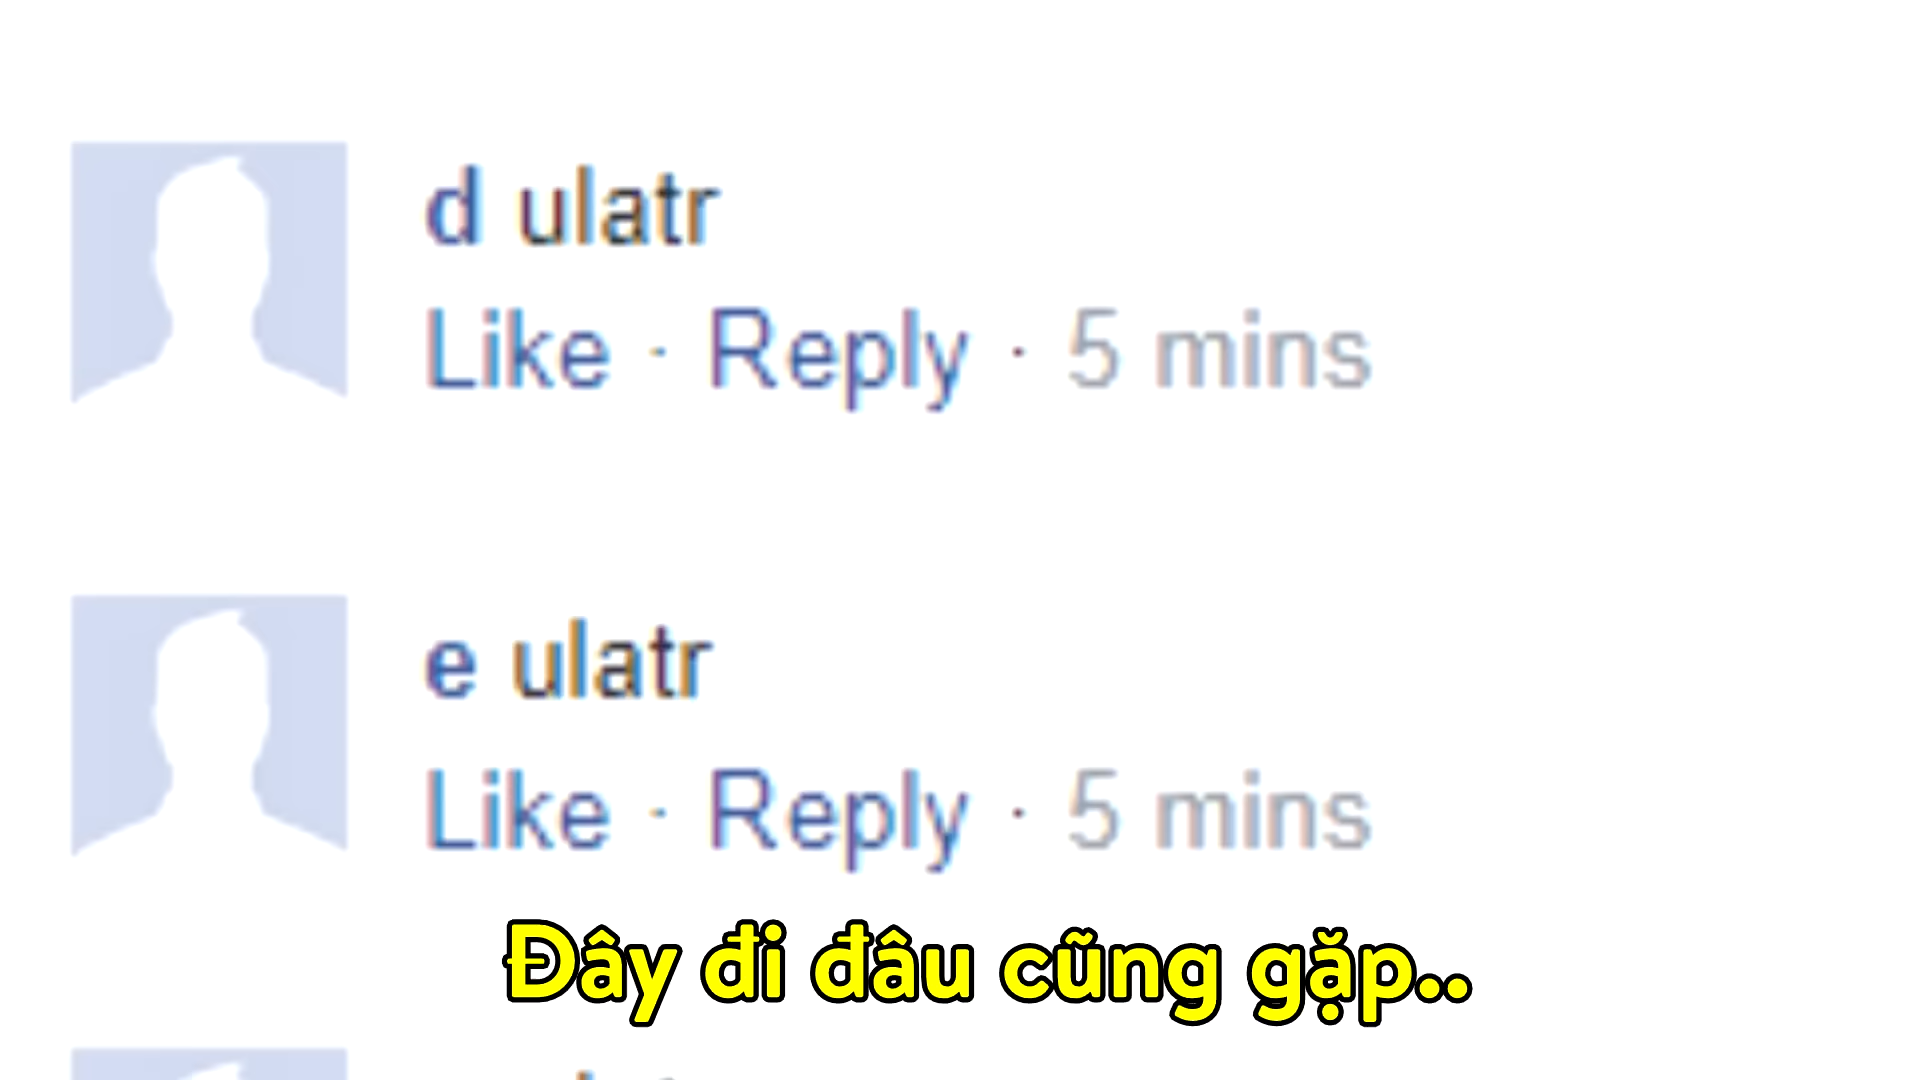 d ulatr
Like · Reply · 5 mins
e ulatr
Like · Reply · 5 mins
Đây đi đâu cũng gặp..